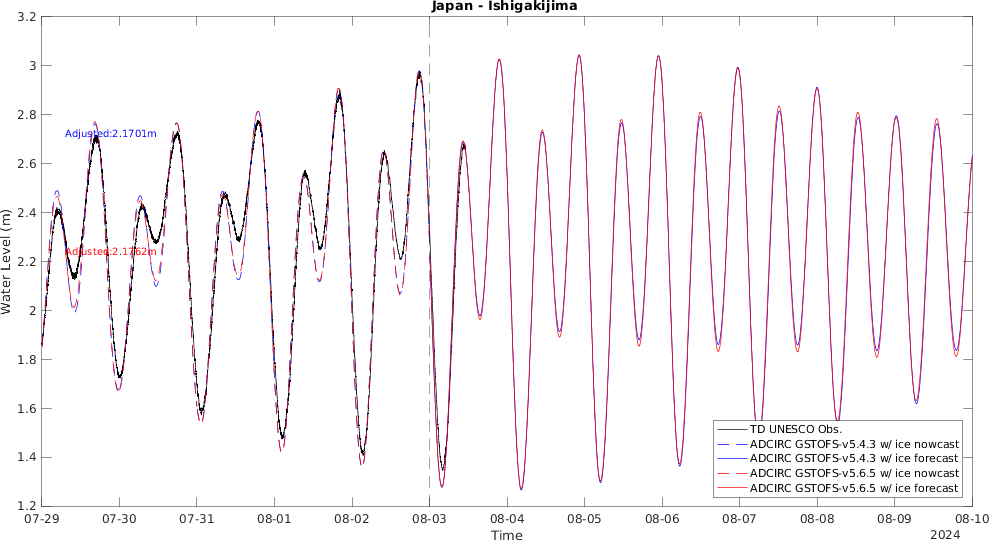 Japan - Ishigakijima
3.2
3
2.8
2.6
2.4
2.2
2
1.8
1.6
1.4
1.2
Water Level (m)
Adjusted:2.1701m
Adjusted:2.1762m
TD UNESCO Obs.
ADCIRC GSTOFS-v5.4.3 w/ ice nowcast
ADCIRC GSTOFS-v5.4.3 w/ ice forecast
ADCIRC GSTOFS-v5.6.5 w/ ice nowcast
ADCIRC GSTOFS-v5.6.5 w/ ice forecast
07-29 07-30 07-31 08-01 08-02 08-03 08-04 08-05 08-06 08-07 08-08 08-09 08-10
Time
2024